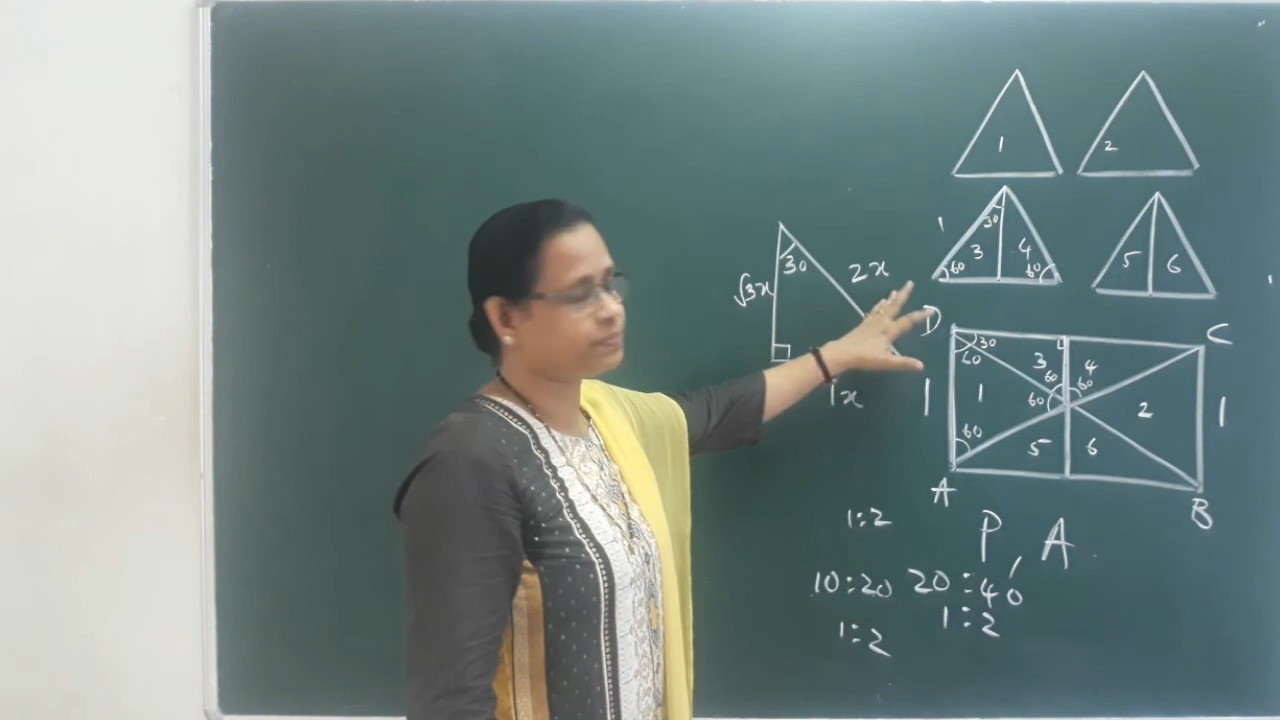 1 2
1 30 3 4 60 60 5 6
√3x 30 2x
1x
D C
30 60 3 4 60 60 60
1 1 2 1
60 5 6
A B
1:2 P, A
10:20 20:40
1:2 1:2